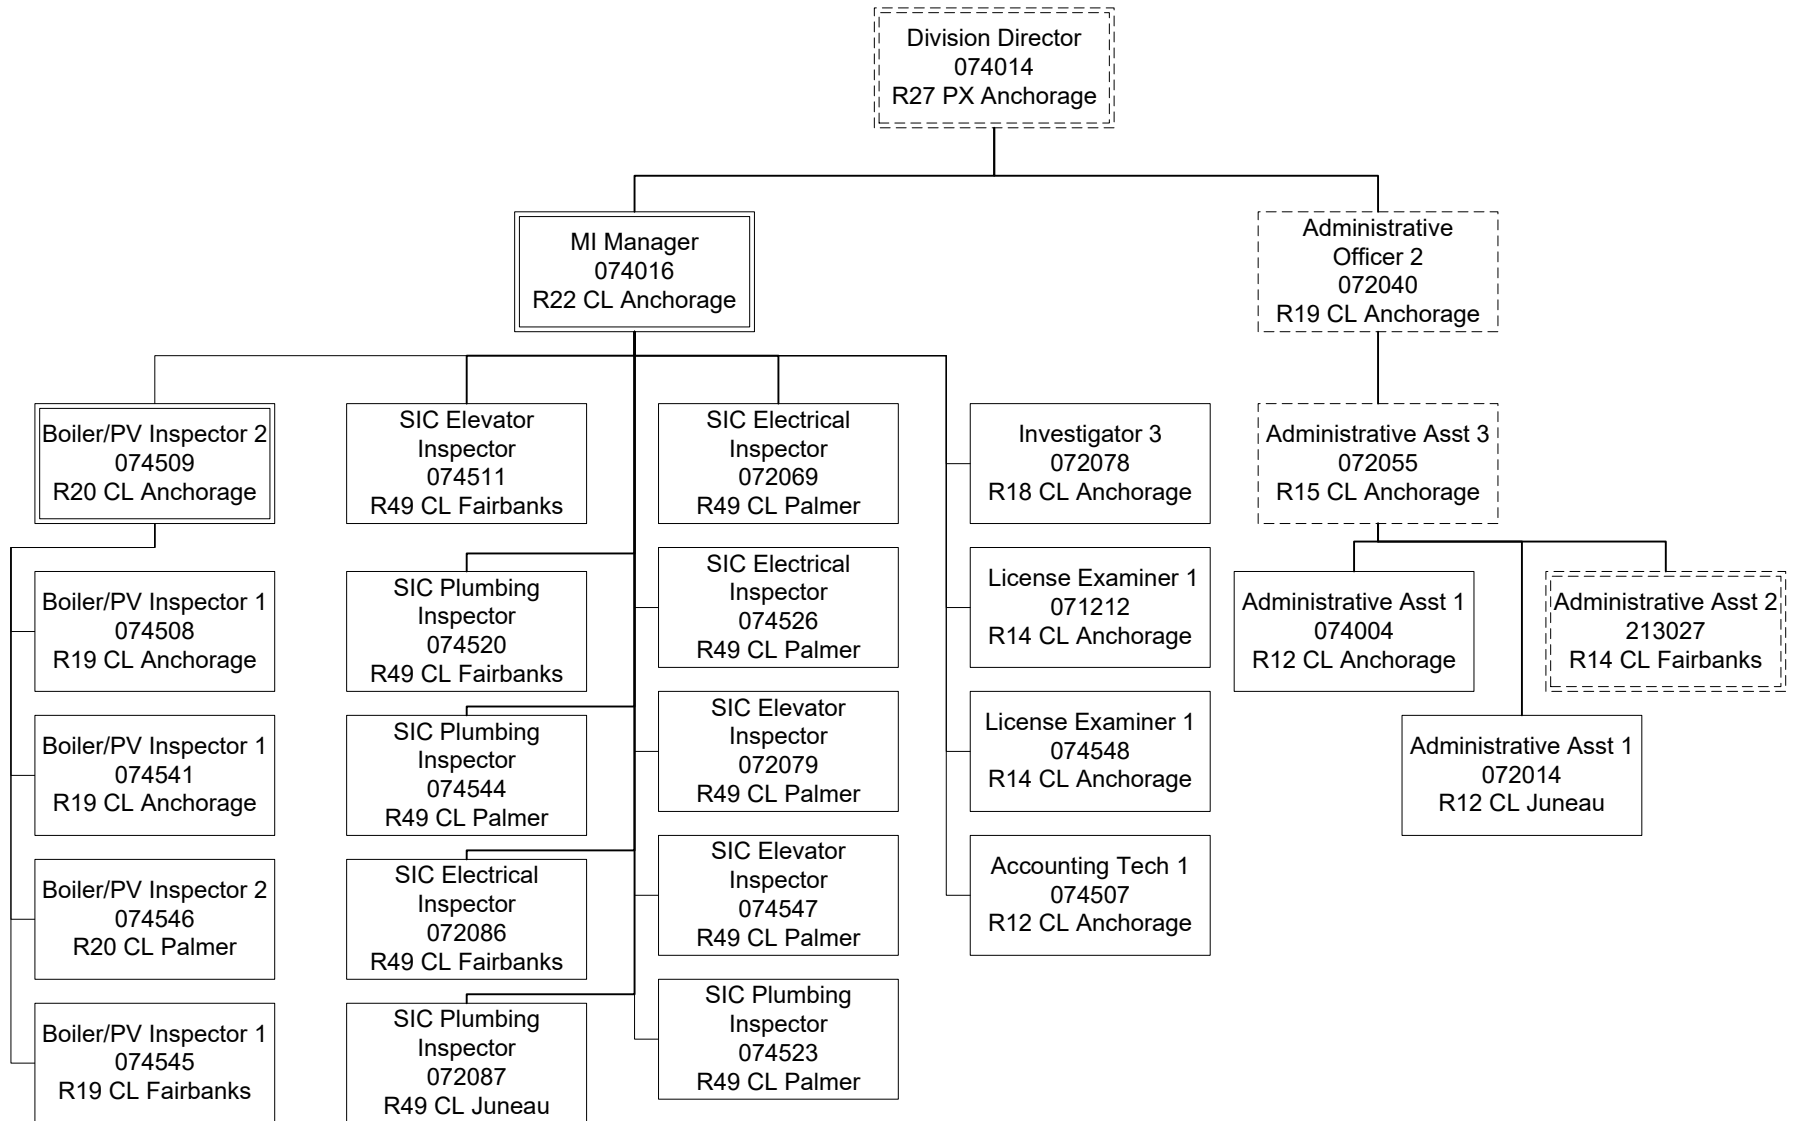 Division Director
074014
R27 PX Anchorage
MI Manager
074016
R22 CL Anchorage
Administrative
Officer 2
072040
R19 CL Anchorage
Boiler/PV Inspector 2
074509
R20 CL Anchorage
SIC Elevator
Inspector
074511
R49 CL Fairbanks
SIC Electrical
Inspector
072069
R49 CL Palmer
Investigator 3
072078
R18 CL Anchorage
Administrative Asst 3
072055
R15 CL Anchorage
Boiler/PV Inspector 1
074508
R19 CL Anchorage
SIC Plumbing
Inspector
074520
R49 CL Fairbanks
SIC Electrical
Inspector
074526
R49 CL Palmer
License Examiner 1
071212
R14 CL Anchorage
Administrative Asst 1
074004
R12 CL Anchorage
Administrative Asst 2
213027
R14 CL Fairbanks
Boiler/PV Inspector 1
074541
R19 CL Anchorage
SIC Plumbing
Inspector
074544
R49 CL Palmer
SIC Elevator
Inspector
072079
R49 CL Palmer
License Examiner 1
074548
R14 CL Anchorage
Administrative Asst 1
072014
R12 CL Juneau
Boiler/PV Inspector 2
074546
R20 CL Palmer
SIC Electrical
Inspector
072086
R49 CL Fairbanks
SIC Elevator
Inspector
074547
R49 CL Palmer
Accounting Tech 1
074507
R12 CL Anchorage
Boiler/PV Inspector 1
074545
R19 CL Fairbanks
SIC Plumbing
Inspector
072087
R49 CL Juneau
SIC Plumbing
Inspector
074523
R49 CL Palmer